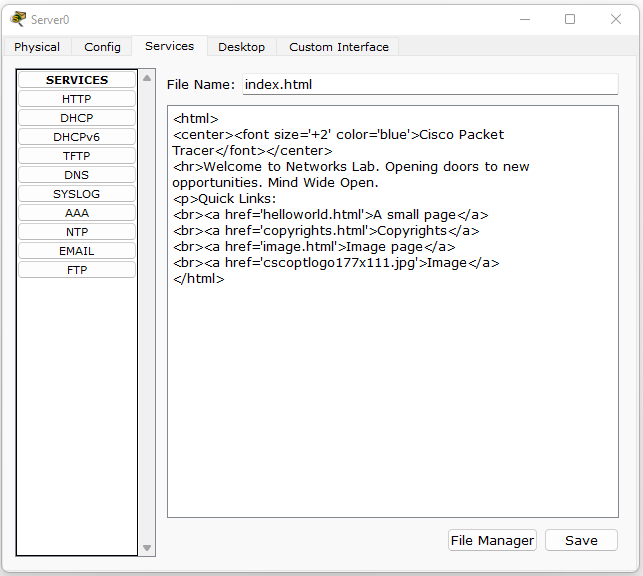 Server0
Physical Config Services Desktop Custom Interface
SERVICES
HTTP
DHCP
DHCPv6
TFTP
DNS
SYSLOG
AAA
NTP
EMAIL
FTP
File Name: index.html
<html>
<center><font size='+2' color='blue'>Cisco Packet
Tracer</font></center>
<hr>Welcome to Networks Lab. Opening doors to new
opportunities. Mind Wide Open.
<p>Quick Links:
<br><a href='helloworld.html'>A small page</a>
<br><a href='copyrights.html'>Copyrights</a>
<br><a href='image.html'>Image page</a>
<br><a href='cscoptlogo177x111.jpg'>Image</a>
</html>
File Manager Save